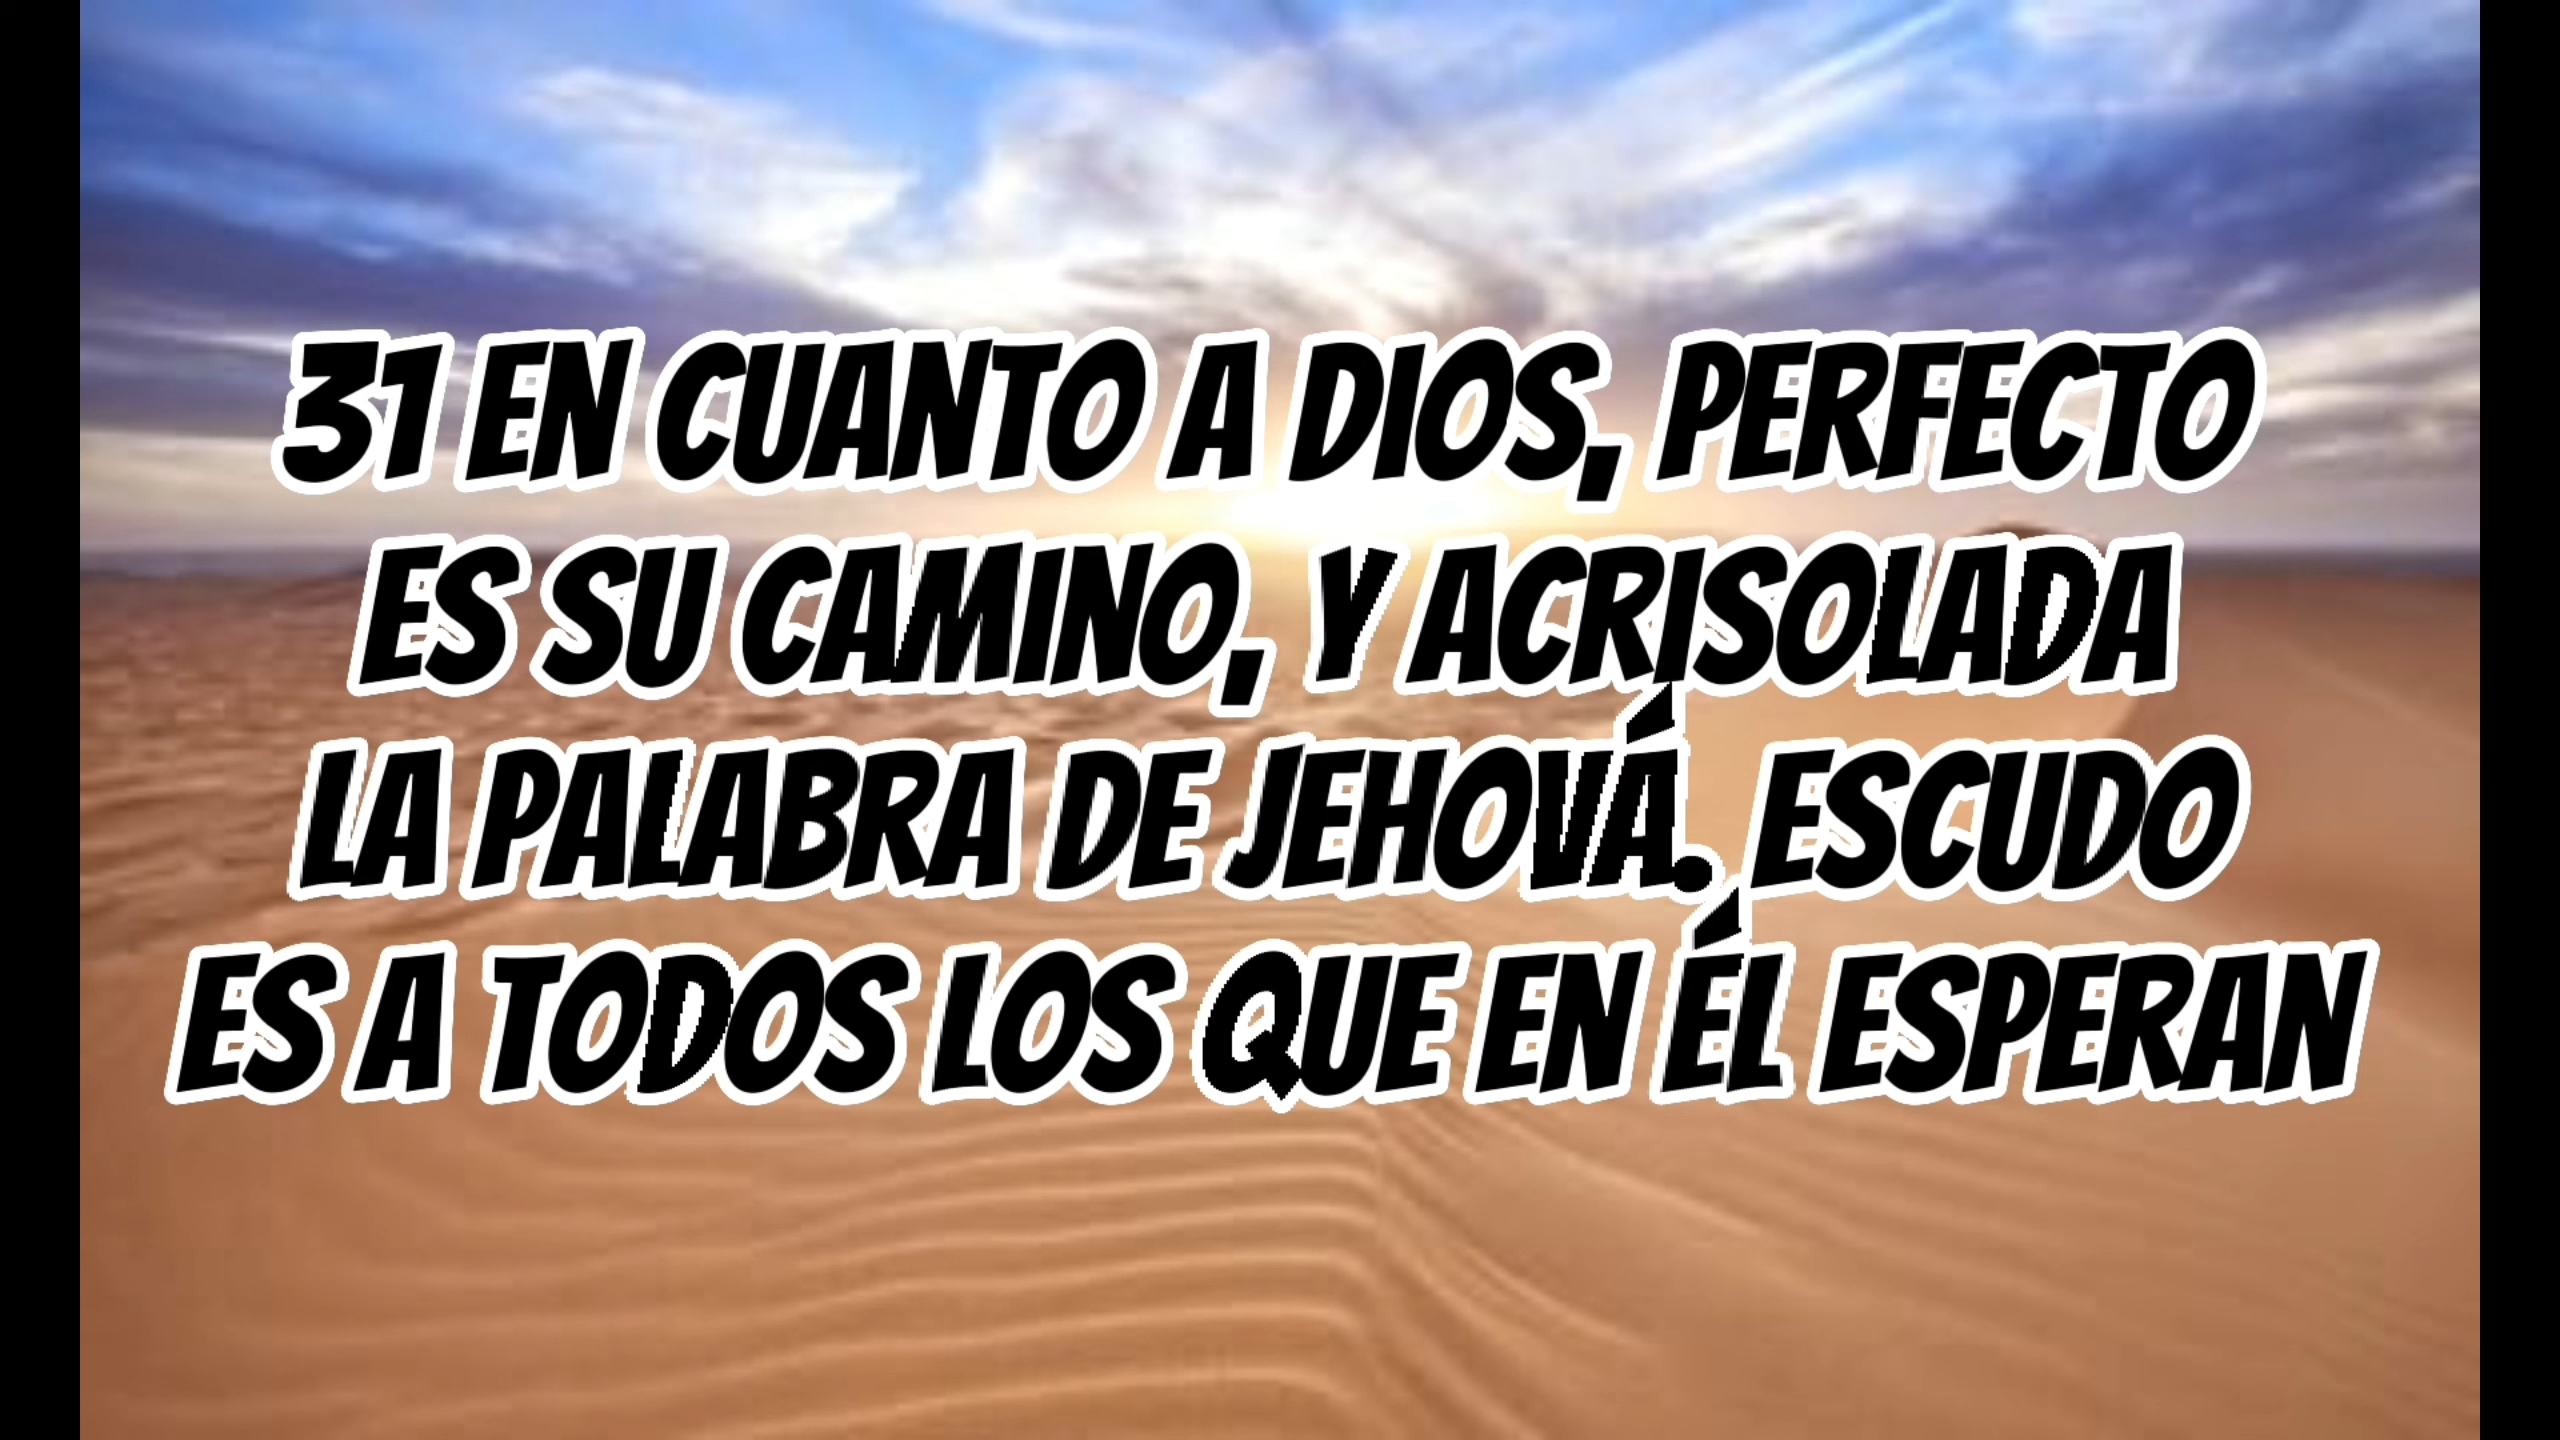 31 EN CUANTO A DIOS, PERFECTO
ES SU CAMINO, Y ACRISOLADA
LA PALABRA DE JEHOVÁ. ESCUDO
ES A TODOS LOS QUE EN ÉL ESPERAN